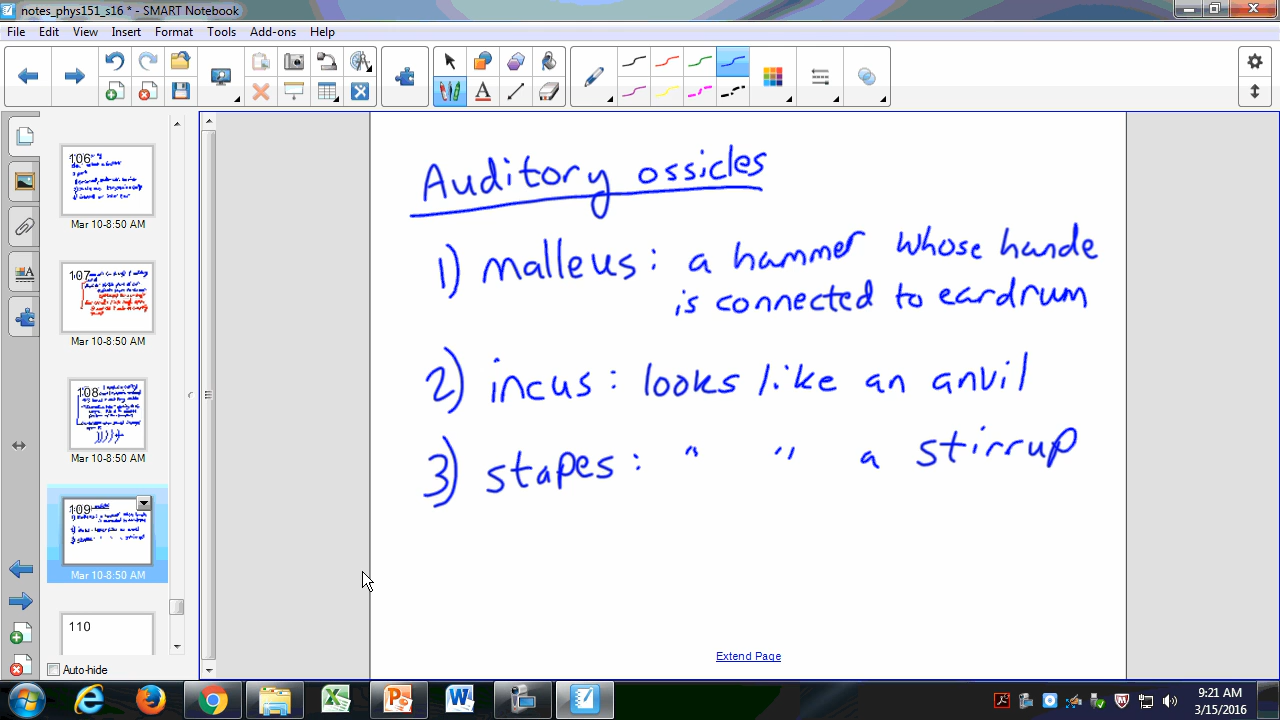 notes_phys151_s16 * - SMART Notebook
File Edit View Insert Format Tools Add-ons Help
106
Mar 10-8:50 AM
107
Mar 10-8:50 AM
108
Mar 10-8:50 AM
109
Mar 10-8:50 AM
110
Auto-hide
Auditory ossicles
1) malleus: a hammer whose hande
is connected to eardrum
2) incus: looks like an anvil
3) stapes: " " a stirrup
Extend Page
9:21 AM
3/15/2016